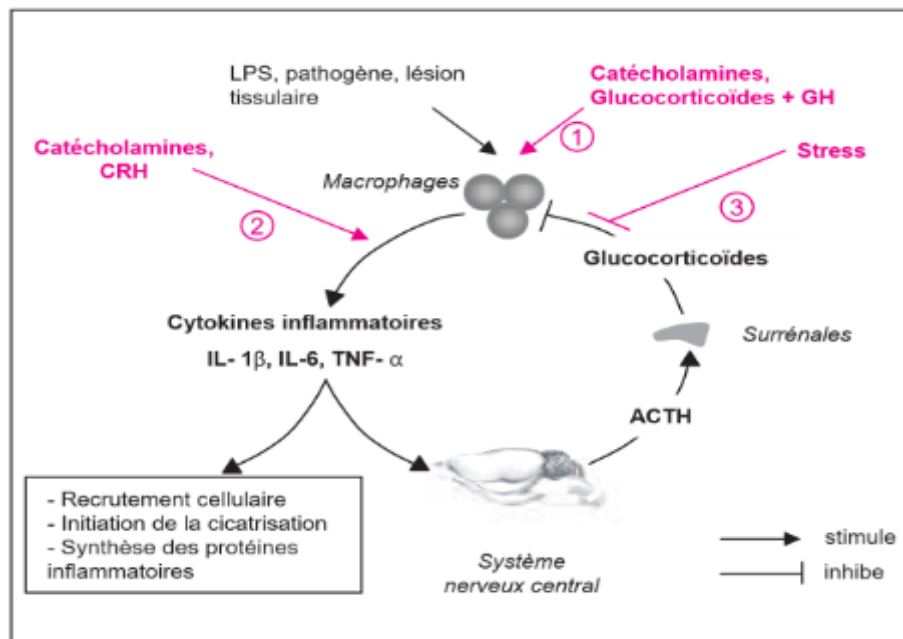 LPS, pathogène, lésion
tissulaire
Catécholamines,
Glucocorticoïdes + GH
1
Stress
Catécholamines,
CRH
Macrophages
2
3
Glucocorticoïdes
Cytokines inflammatoires
IL- 1β, IL-6, TNF- α
Surrénales
ACTH
- Recrutement cellulaire
- Initiation de la cicatrisation
- Synthèse des protéines
inflammatoires
Système
nerveux central
stimule
inhibe